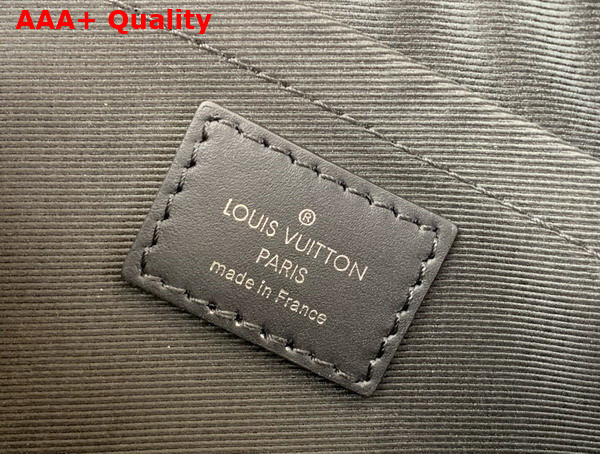 AAA+ Quality
®
LOUIS VUITTON
PARIS
made in France